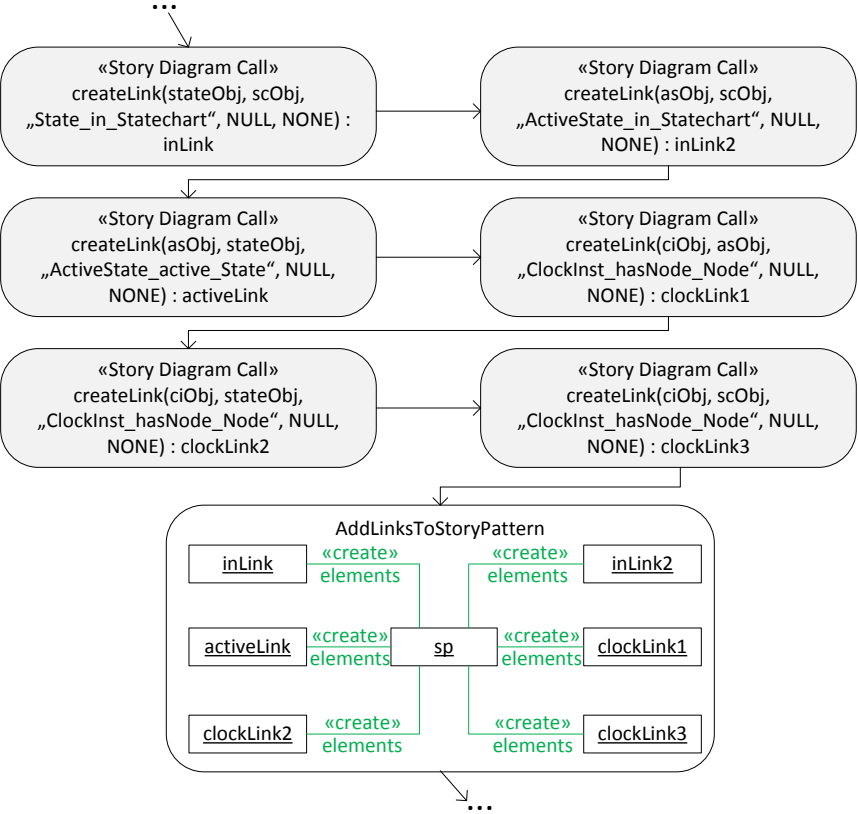 ...
«Story Diagram Call»
createLink(stateObj, scObj,
„State_in_Statechart“, NULL, NONE) :
inLink
«Story Diagram Call»
createLink(asObj, scObj,
„ActiveState_in_Statechart“, NULL,
NONE) : inLink2
«Story Diagram Call»
createLink(asObj, stateObj,
„ActiveState_active_State“, NULL,
NONE) : activeLink
«Story Diagram Call»
createLink(ciObj, asObj,
„ClockInst_hasNode_Node“, NULL,
NONE) : clockLink1
«Story Diagram Call»
createLink(ciObj, stateObj,
„ClockInst_hasNode_Node“, NULL,
NONE) : clockLink2
«Story Diagram Call»
createLink(ciObj, scObj,
„ClockInst_hasNode_Node“, NULL,
NONE) : clockLink3
AddLinksToStoryPattern
inLink
«create»
elements
«create»
elements
inLink2
activeLink
«create»
elements
sp
«create»
elements
clockLink1
clockLink2
«create»
elements
«create»
elements
clockLink3
...